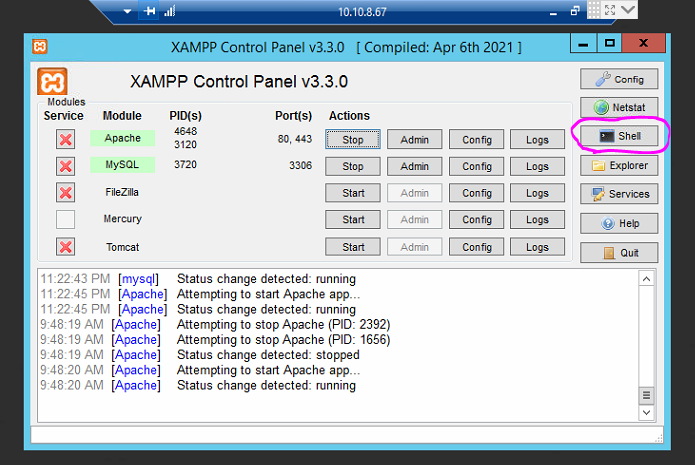 10.10.8.67
XAMPP Control Panel v3.3.0 [ Compiled: Apr 6th 2021 ]
XAMPP Control Panel v3.3.0
Config
Modules
Service Module PID(s) Port(s) Actions
Netstat
Apache 4648 3120 80, 443 Stop Admin Config Logs
Shell
MySQL 3720 3306 Stop Admin Config Logs
Explorer
FileZilla Start Admin Config Logs
Services
Mercury Start Admin Config Logs
Help
Tomcat Start Admin Config Logs
Quit
11:22:43 PM [mysql] Status change detected: running
11:22:45 PM [Apache] Attempting to start Apache app...
11:22:45 PM [Apache] Status change detected: running
9:48:19 AM [Apache] Attempting to stop Apache (PID: 2392)
9:48:19 AM [Apache] Attempting to stop Apache (PID: 1656)
9:48:19 AM [Apache] Status change detected: stopped
9:48:20 AM [Apache] Attempting to start Apache app...
9:48:20 AM [Apache] Status change detected: running